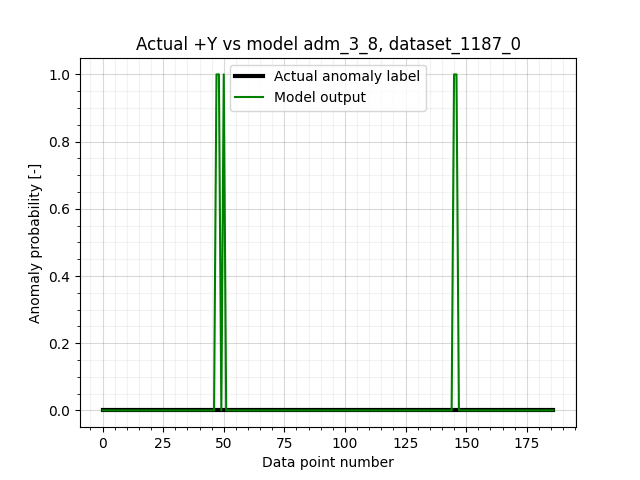 Actual +Y vs model adm_3_8, dataset_1187_0
Actual anomaly label
Model output
1.0
0.8
0.6
0.4
0.2
0.0
Anomaly probability [-]
0 25 50 75 100 125 150 175
Data point number